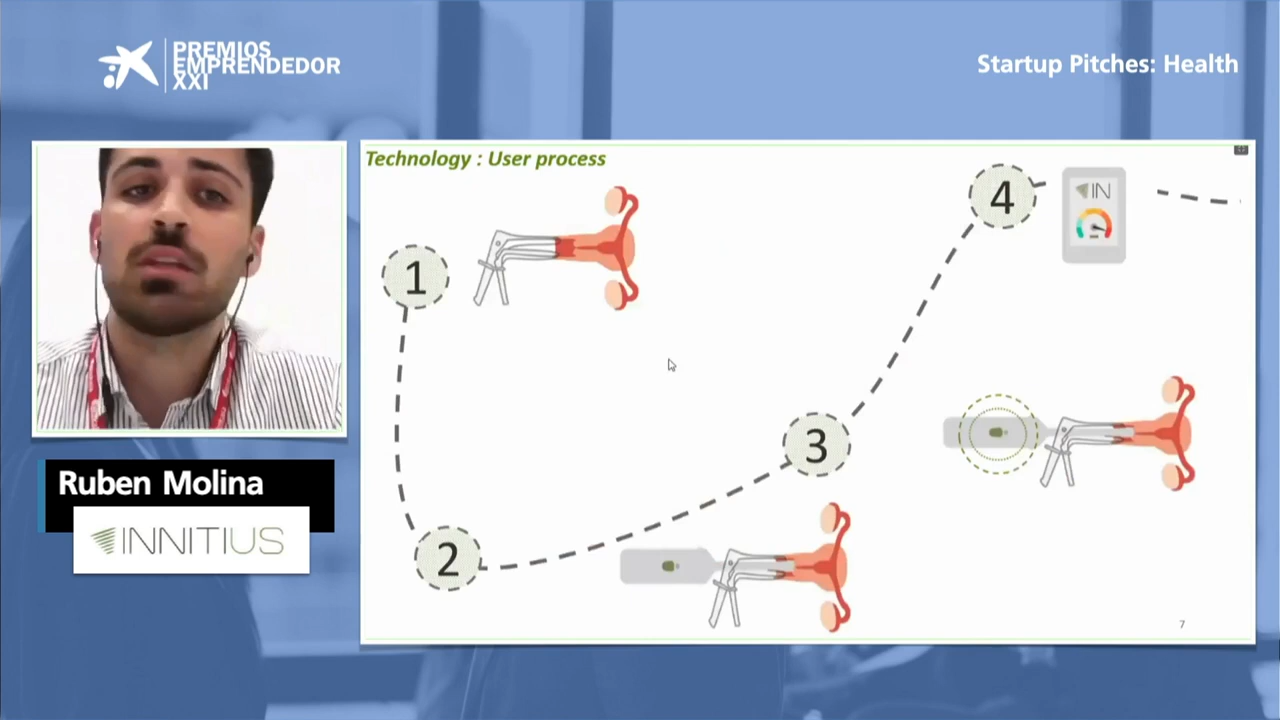 PREMIOS
EMPRENDEDOR
XXI
Startup Pitches: Health
Technology : User process
1
2
3
4
IN
7
Ruben Molina
INNITIUS